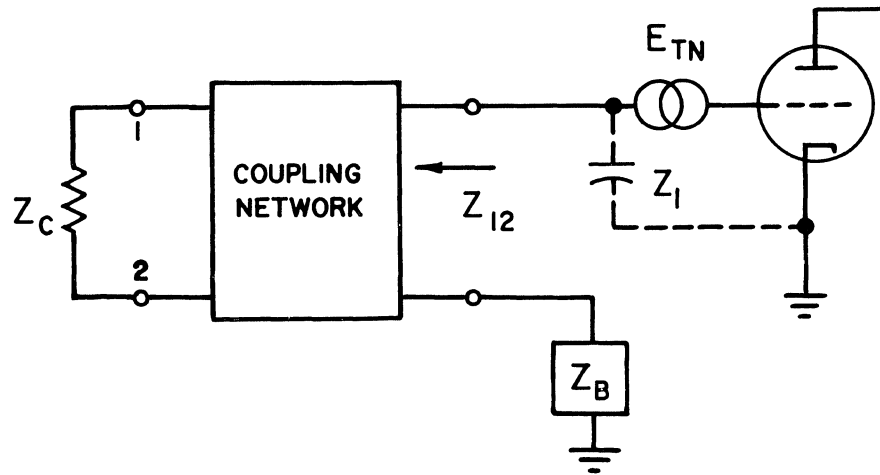 E_TN
1
COUPLING
NETWORK
Z_C
Z_12
Z_1
2
Z_B